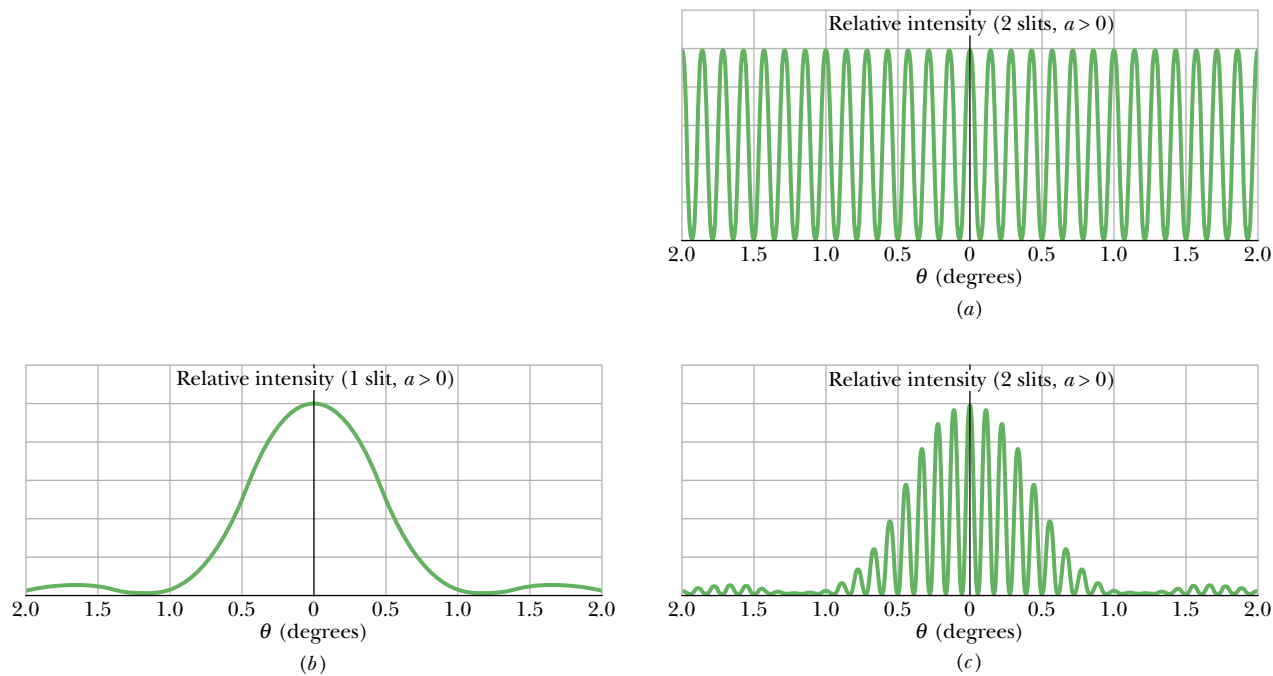 Relative intensity (2 slits, a > 0)
2.0 1.5 1.0 0.5 0 0.5 1.0 1.5 2.0
θ (degrees)
(a)
Relative intensity (1 slit, a > 0)
2.0 1.5 1.0 0.5 0 0.5 1.0 1.5 2.0
θ (degrees)
(b)
Relative intensity (2 slits, a > 0)
2.0 1.5 1.0 0.5 0 0.5 1.0 1.5 2.0
θ (degrees)
(c)